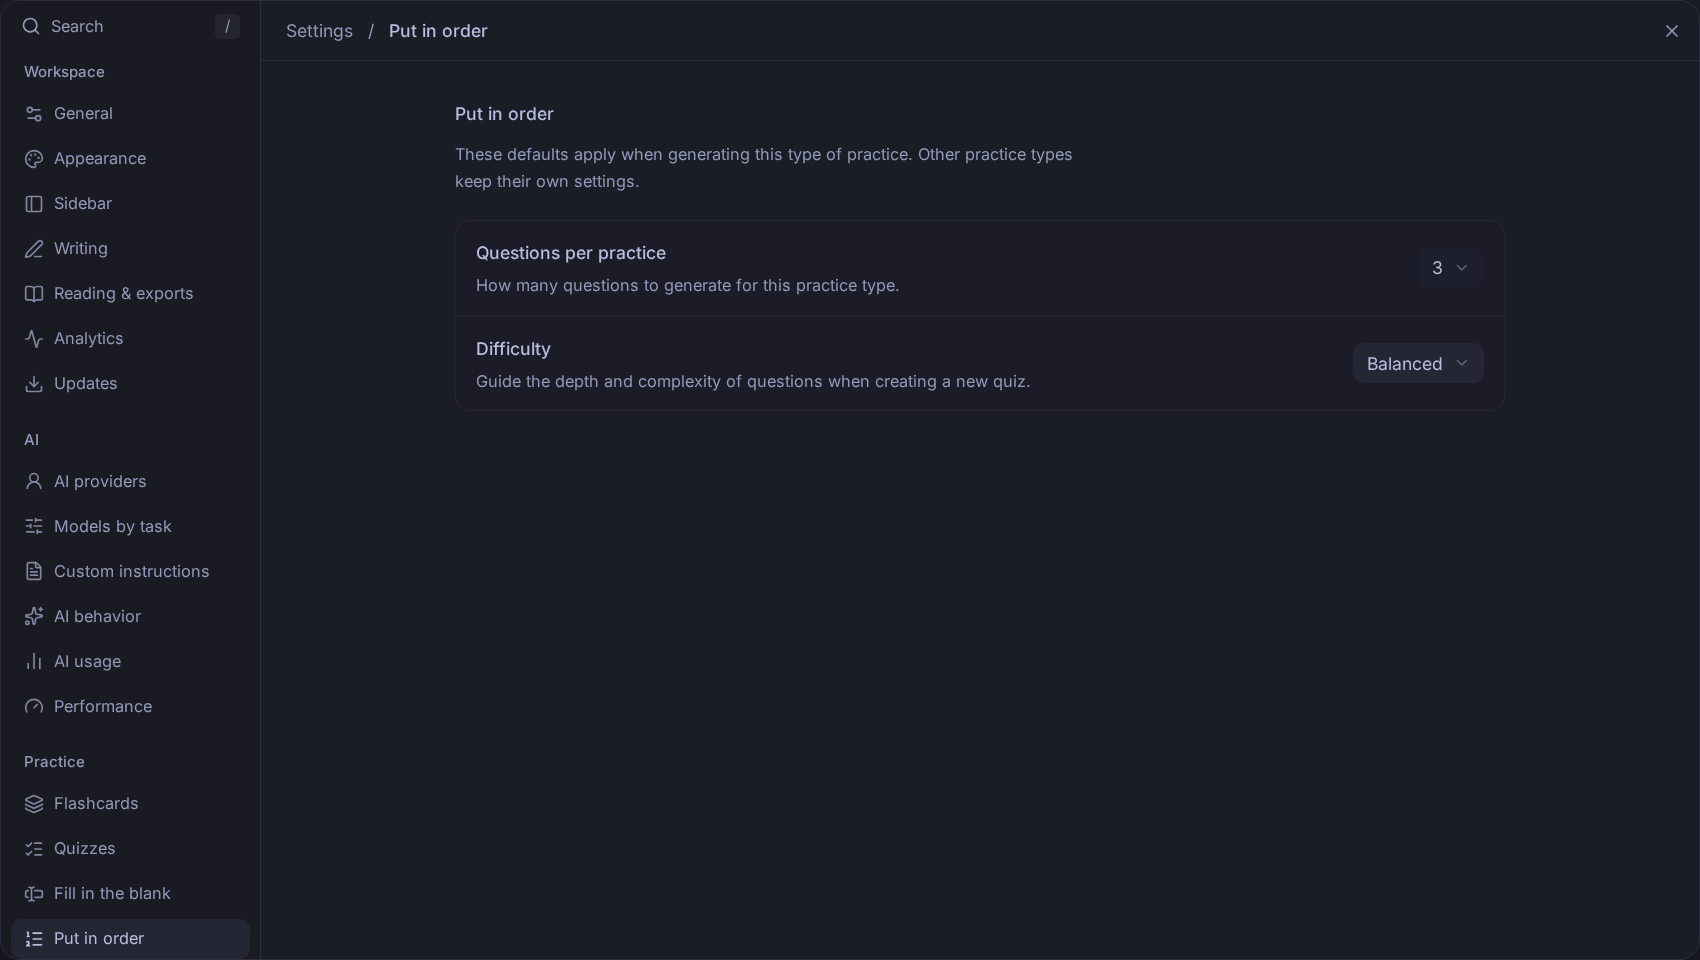 Search
/
Workspace
General
Appearance
Sidebar
Writing
Reading & exports
Analytics
Updates
AI
AI providers
Models by task
Custom instructions
AI behavior
AI usage
Performance
Practice
Flashcards
Quizzes
Fill in the blank
Put in order
Settings / Put in order
Put in order
These defaults apply when generating this type of practice. Other practice types
keep their own settings.
Questions per practice
How many questions to generate for this practice type.
3
Difficulty
Guide the depth and complexity of questions when creating a new quiz.
Balanced